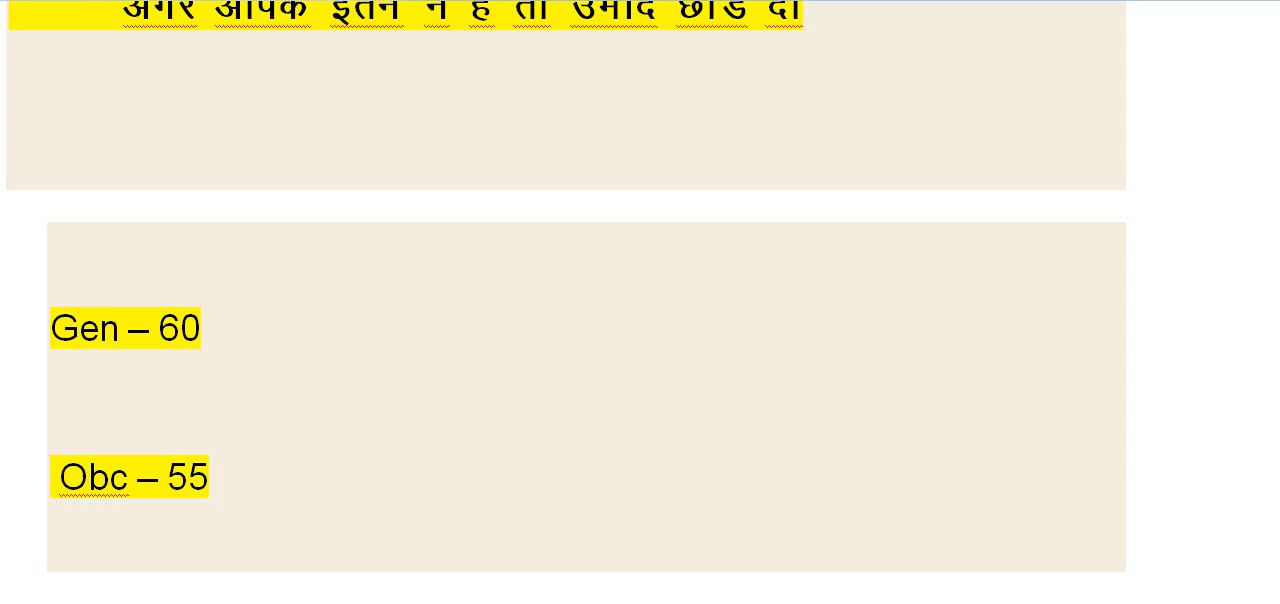 अगर आपके इतने तो उमीद छोड दो
Gen – 60
Obc – 55